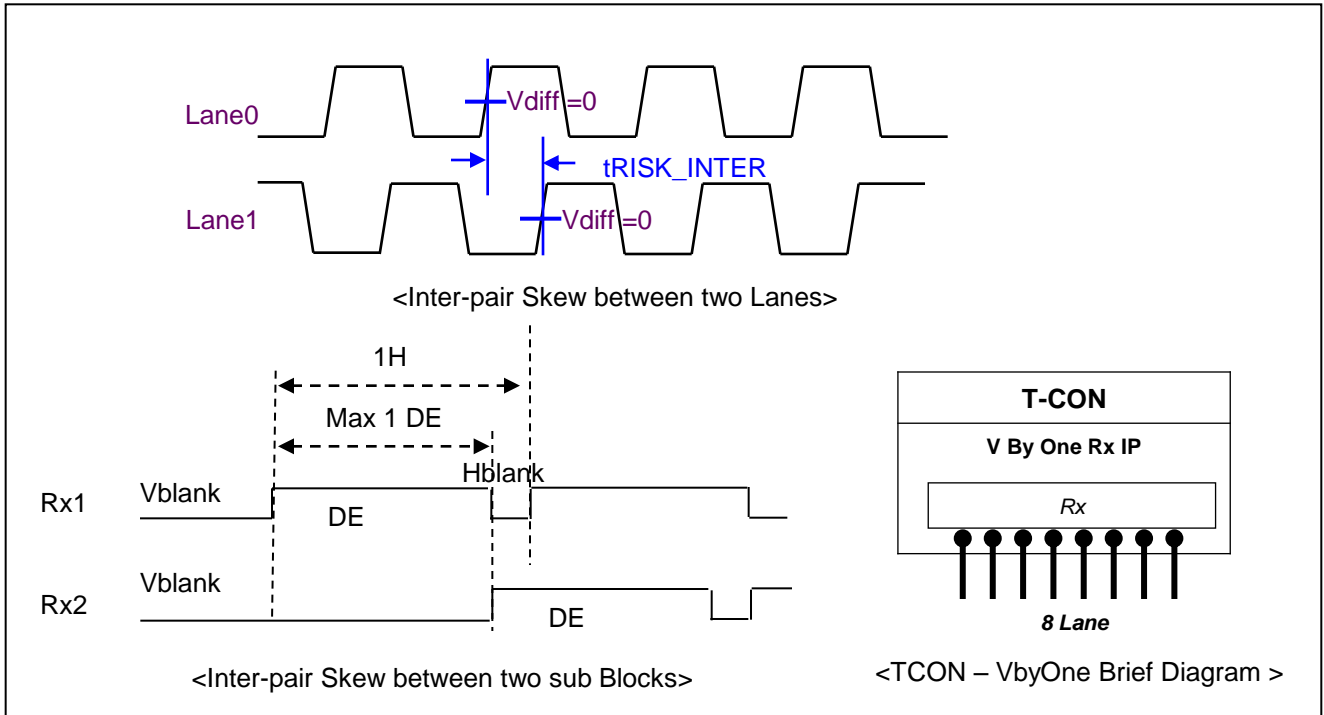 Lane0
Vdiff =0
tRISK_INTER
Lane1
Vdiff =0
<Inter-pair Skew between two Lanes>
1H
Max 1 DE
Hblank
Rx1
Vblank
DE
Rx2
Vblank
DE
<Inter-pair Skew between two sub Blocks>
T-CON
V By One Rx IP
Rx
8 Lane
<TCON – VbyOne Brief Diagram >